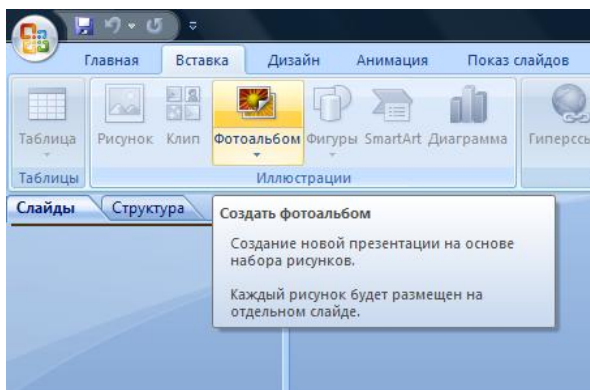 Главная Вставка Дизайн Анимация Показ слайдов
Таблица Рисунок Клип Фотоальбом Фигуры SmartArt Диаграмма Гиперссы
Таблицы Иллюстрации
Слайды Структура
Создать фотоальбом
Создание новой презентации на основе
набора рисунков.
Каждый рисунок будет размещен на
отдельном слайде.